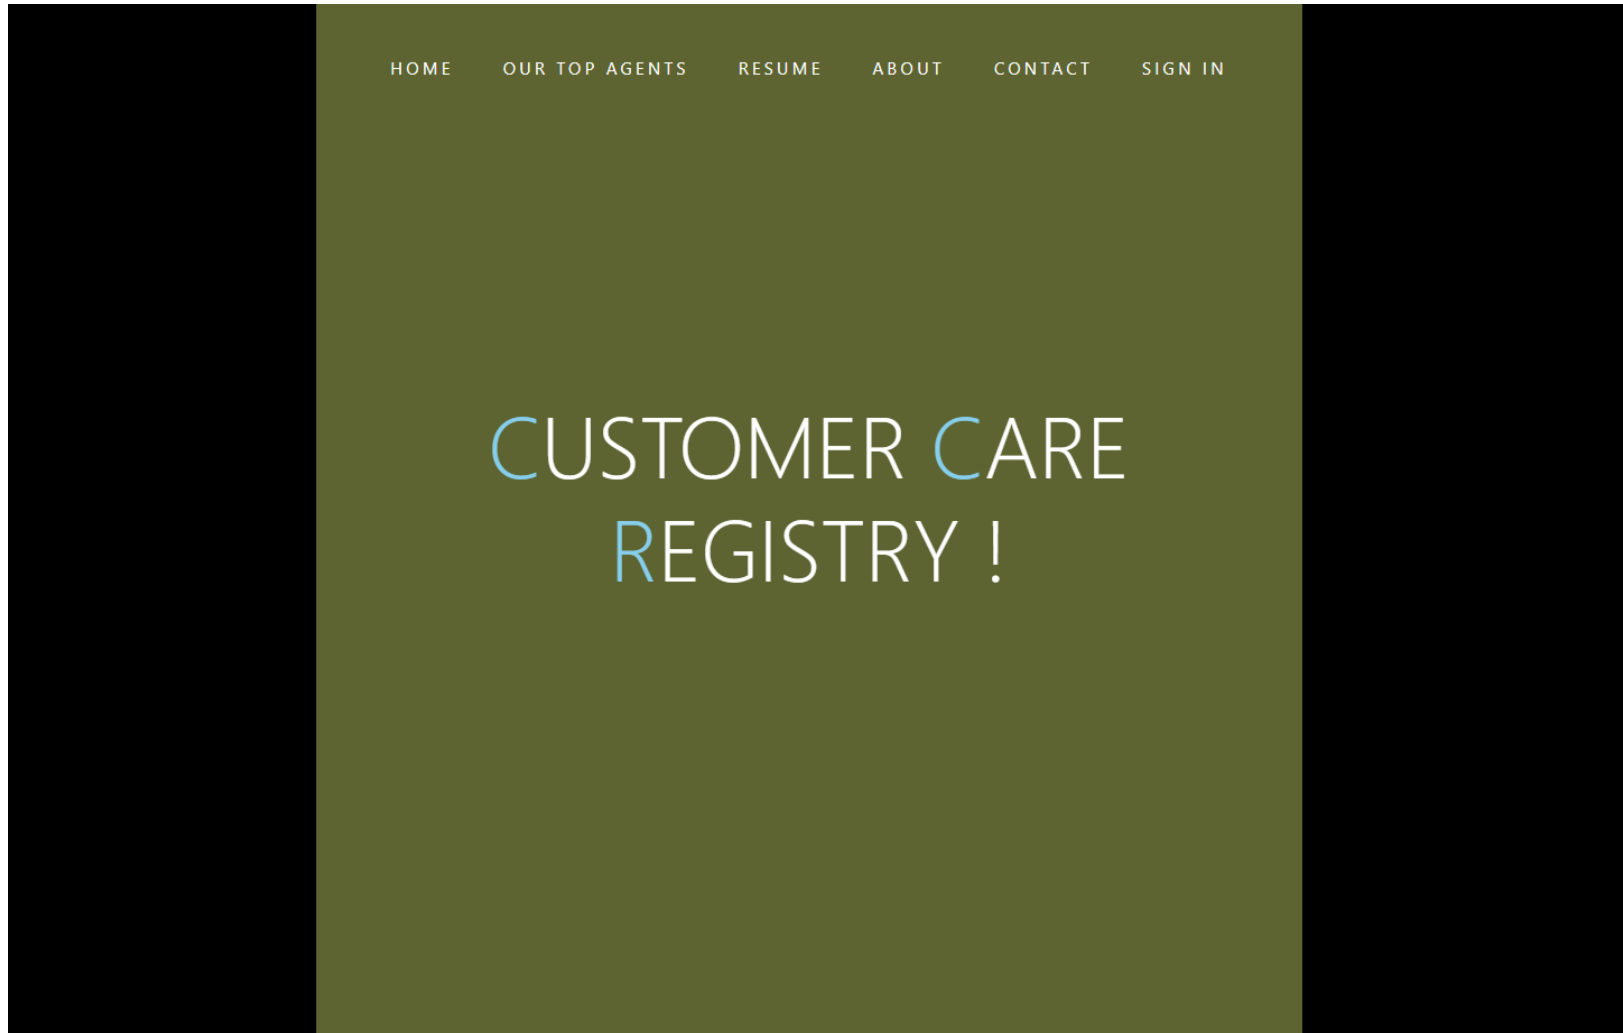 HOME OUR TOP AGENTS RESUME ABOUT CONTACT SIGN IN
CUSTOMER CARE
REGISTRY !